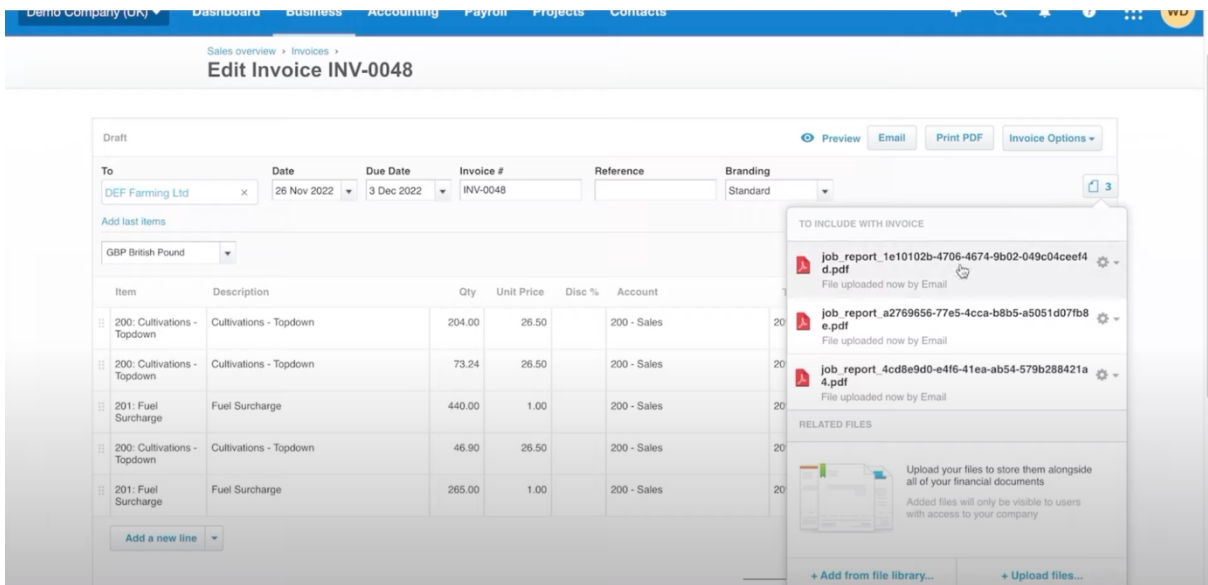 Demo Company (UK) Dashboard Business Accounting Payroll Projects Contacts WD
Sales overview › Invoices ›
Edit Invoice INV-0048
Draft Preview Email Print PDF Invoice Options
To Date Due Date Invoice # Reference Branding
DEF Farming Ltd × 26 Nov 2022 3 Dec 2022 INV-0048 Standard 3
Add last items
GBP British Pound
Item Description Qty Unit Price Disc % Account
200: Cultivations - Cultivations - Topdown 204.00 26.50 200 - Sales 20
Topdown
200: Cultivations - Cultivations - Topdown 73.24 26.50 200 - Sales 20
Topdown
201: Fuel Fuel Surcharge 440.00 1.00 200 - Sales 20
Surcharge
200: Cultivations - Cultivations - Topdown 46.90 26.50 200 - Sales 20
Topdown
201: Fuel Fuel Surcharge 265.00 1.00 200 - Sales 20
Surcharge
Add a new line
TO INCLUDE WITH INVOICE
job_report_1e10102b-4706-4674-9b02-049c04ceef4
d.pdf
File uploaded now by Email
job_report_a2769656-77e5-4cca-b8b5-a5051d07fb8
e.pdf
File uploaded now by Email
job_report_4cd8e9d0-e4f6-41ea-ab54-579b288421a
4.pdf
File uploaded now by Email
RELATED FILES
Upload your files to store them alongside
all of your financial documents
Added files will only be visible to users
with access to your company
+ Add from file library... + Upload files...